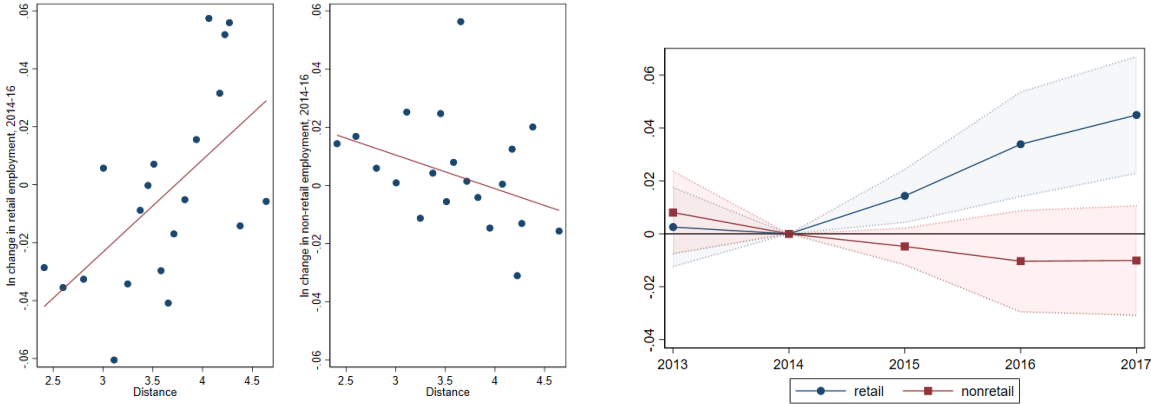 ln change in retail employment, 2014-16
.06
.04
.02
0
-.02
-.04
-.06
2.5 3 3.5 4 4.5
Distance
ln change in non-retail employment, 2014-16
.06
.04
.02
0
-.02
-.04
-.06
2.5 3 3.5 4 4.5
Distance
.06
.04
.02
0
-.02
-.04
2013 2014 2015 2016 2017
retail nonretail